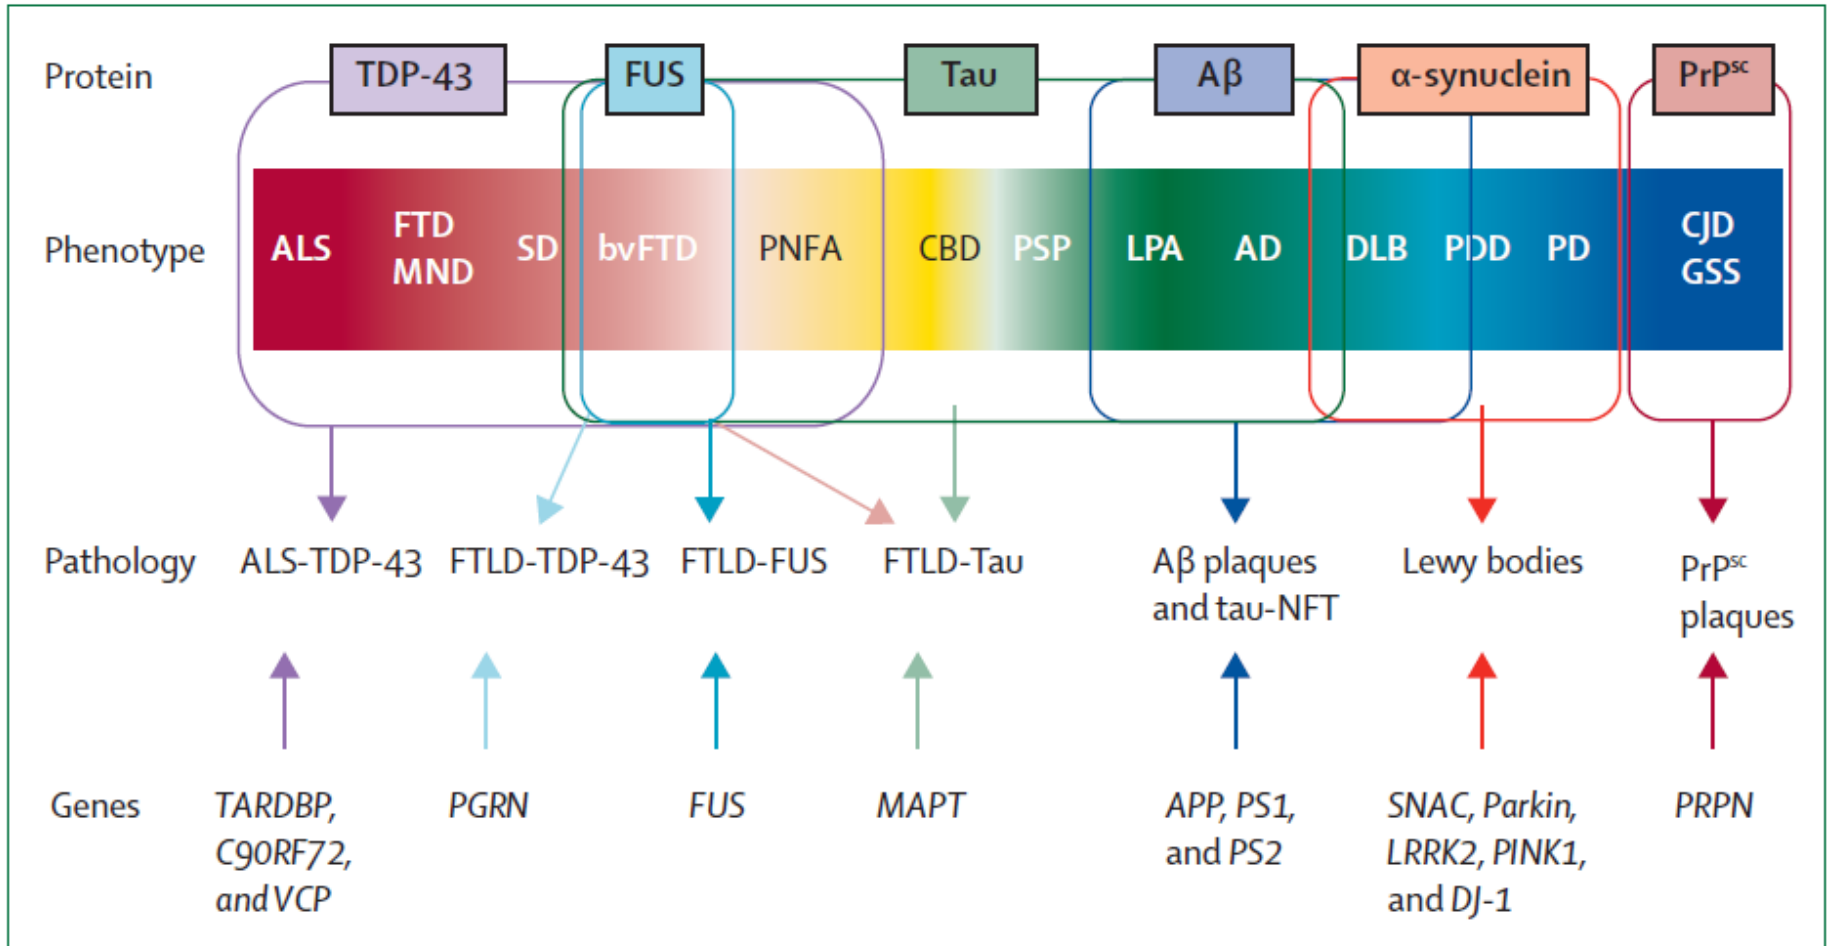 Protein TDP-43 FUS Tau Aβ α-synuclein PrPˢᶜ
Phenotype ALS FTD MND SD bvFTD PNFA CBD PSP LPA AD DLB PDD PD CJD GSS
Pathology ALS-TDP-43 FTLD-TDP-43 FTLD-FUS FTLD-Tau
Aβ plaques
and tau-NFT
Lewy bodies
PrPˢᶜ
plaques
Genes
TARDBP,
C90RF72,
and VCP
PGRN
FUS
MAPT
APP, PS1,
and PS2
SNAC, Parkin,
LRRK2, PINK1,
and DJ-1
PRPN